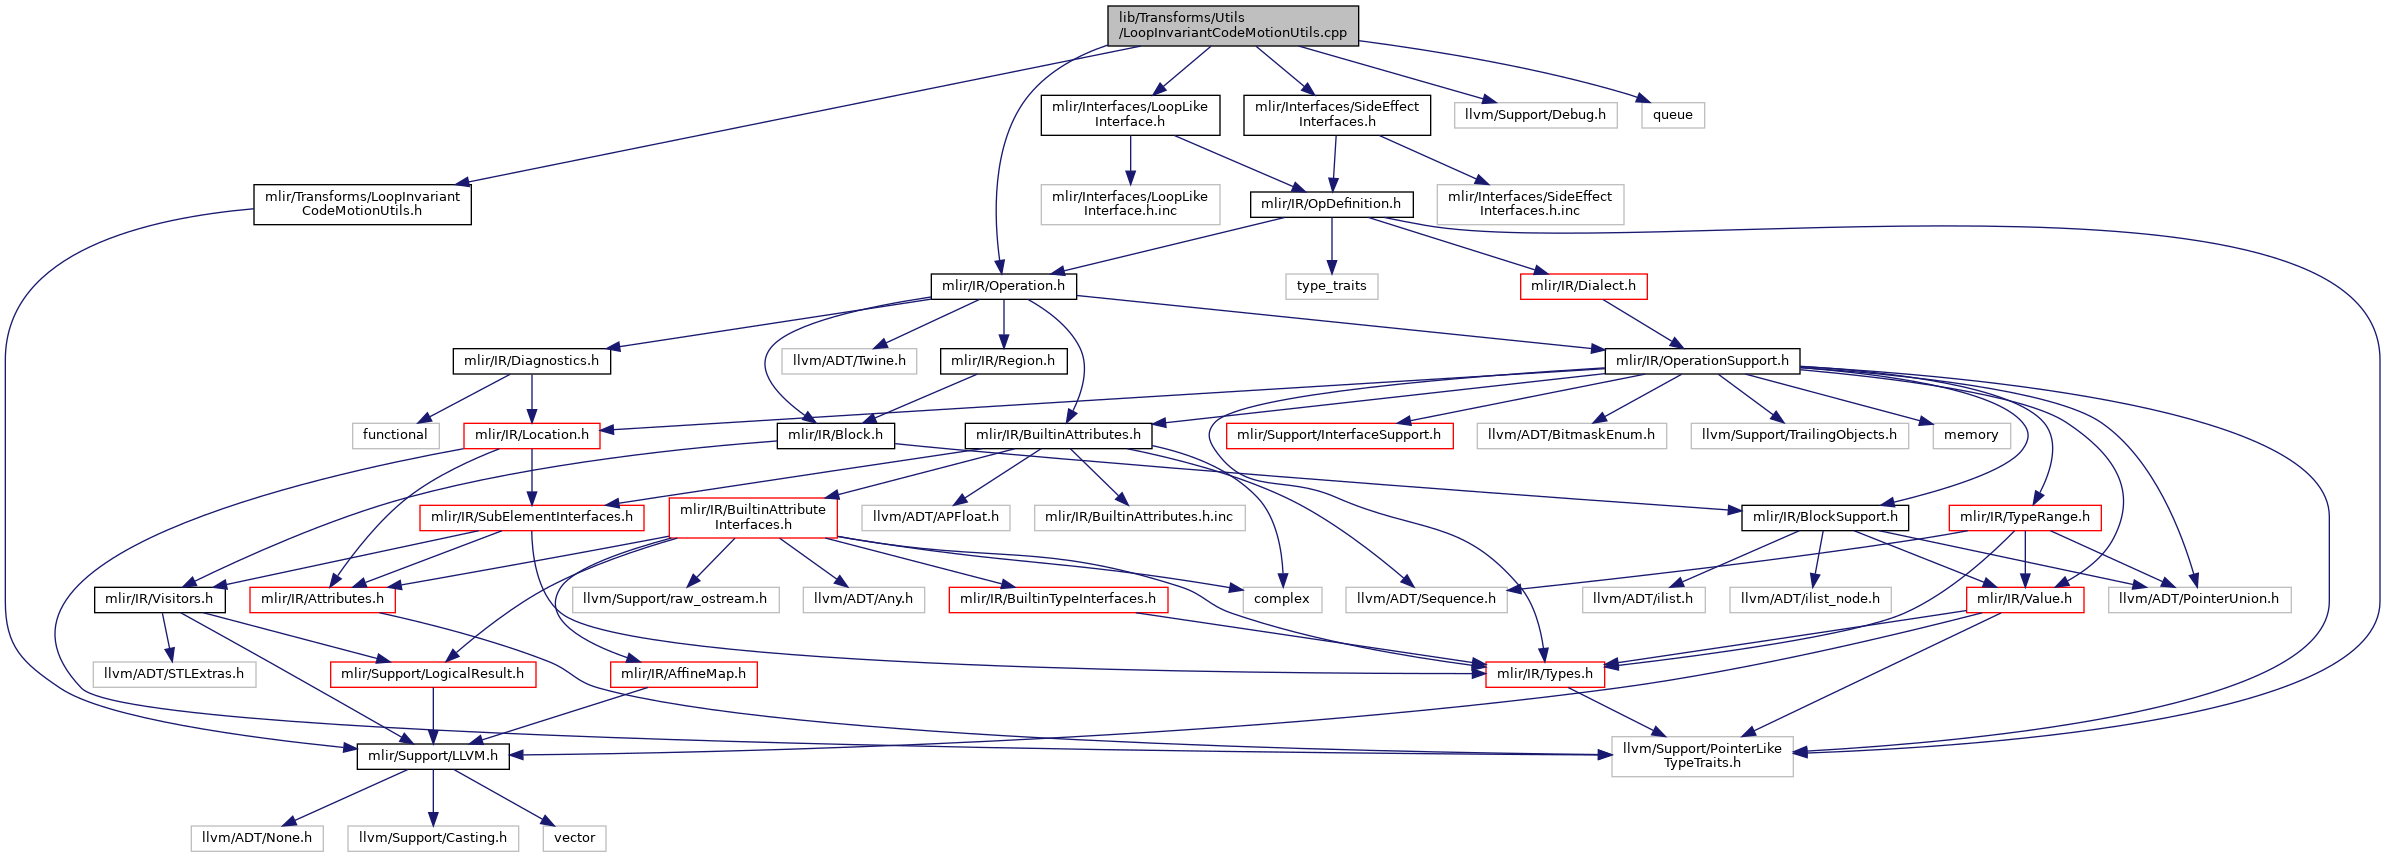 lib/Transforms/Utils
/LoopInvariantCodeMotionUtils.cpp
mlir/Interfaces/LoopLike
Interface.h
mlir/Interfaces/SideEffect
Interfaces.h
llvm/Support/Debug.h
queue
mlir/Transforms/LoopInvariant
CodeMotionUtils.h
mlir/Interfaces/LoopLike
Interface.h.inc
mlir/IR/OpDefinition.h
mlir/Interfaces/SideEffect
Interfaces.h.inc
mlir/IR/Operation.h
type_traits
mlir/IR/Dialect.h
mlir/IR/Diagnostics.h
llvm/ADT/Twine.h
mlir/IR/Region.h
mlir/IR/OperationSupport.h
functional
mlir/IR/Location.h
mlir/IR/Block.h
mlir/IR/BuiltinAttributes.h
mlir/Support/InterfaceSupport.h
llvm/ADT/BitmaskEnum.h
llvm/Support/TrailingObjects.h
memory
mlir/IR/SubElementInterfaces.h
mlir/IR/BuiltinAttribute
Interfaces.h
llvm/ADT/APFloat.h
mlir/IR/BuiltinAttributes.h.inc
mlir/IR/BlockSupport.h
mlir/IR/TypeRange.h
mlir/IR/Visitors.h
mlir/IR/Attributes.h
llvm/Support/raw_ostream.h
llvm/ADT/Any.h
mlir/IR/BuiltinTypeInterfaces.h
complex
llvm/ADT/Sequence.h
llvm/ADT/ilist.h
llvm/ADT/ilist_node.h
mlir/IR/Value.h
llvm/ADT/PointerUnion.h
llvm/ADT/STLExtras.h
mlir/Support/LogicalResult.h
mlir/IR/AffineMap.h
mlir/IR/Types.h
mlir/Support/LLVM.h
llvm/Support/PointerLike
TypeTraits.h
llvm/ADT/None.h
llvm/Support/Casting.h
vector